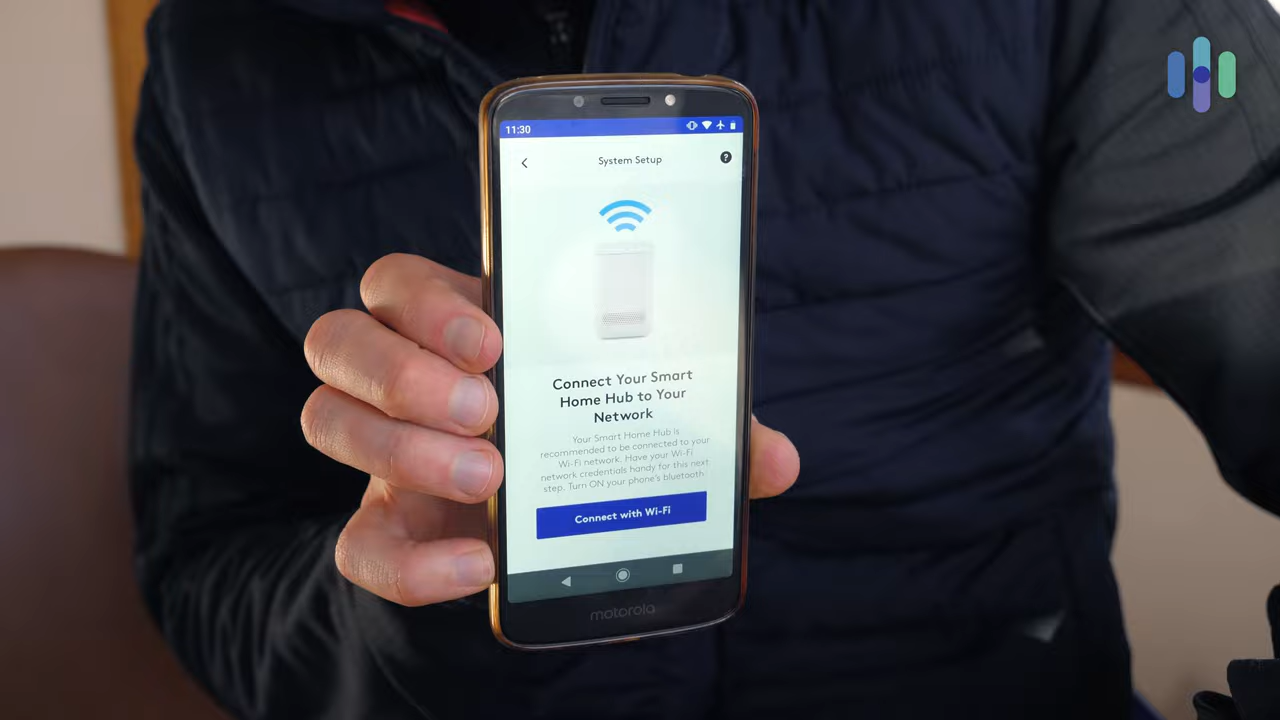 11:30
System Setup
?
Connect Your Smart
Home Hub to Your
Network
Your Smart Home Hub is
recommended to be connected to your
Wi-Fi network. Have your Wi-Fi
network credentials handy for this next
step. Turn ON your phone's bluetooth.
Connect with Wi-Fi
motorola